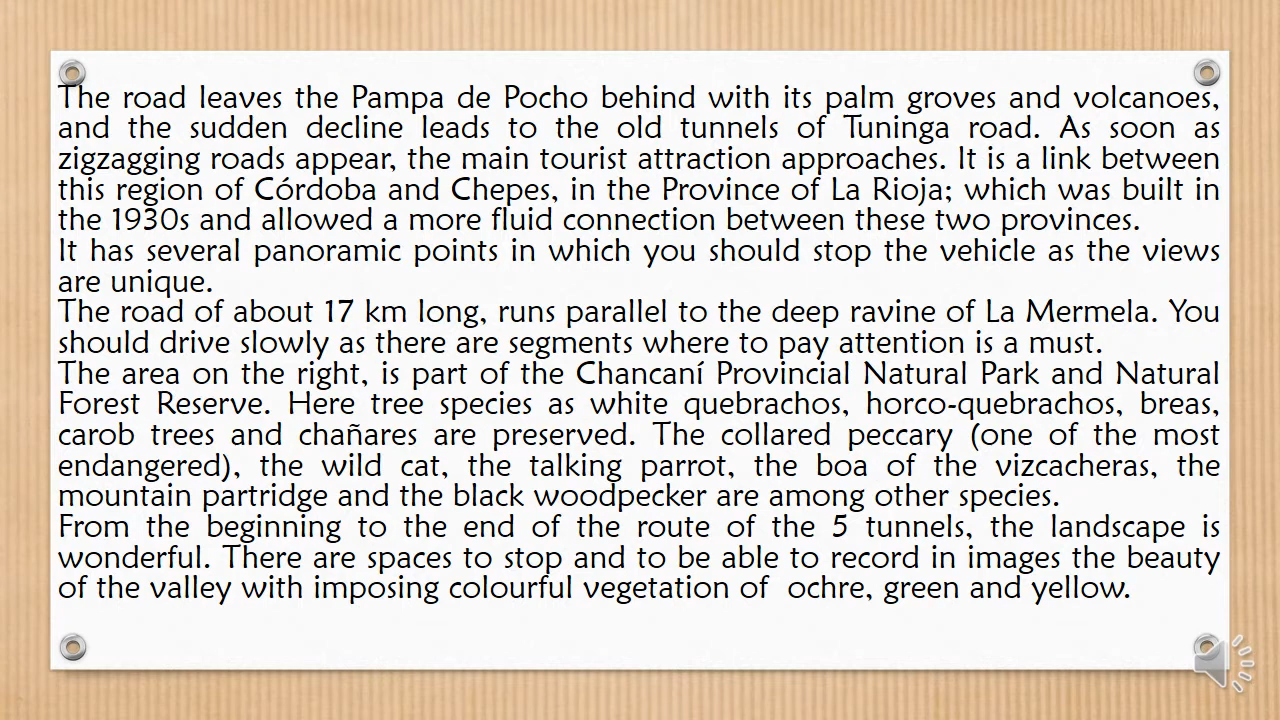 The road leaves the Pampa de Pocho behind with its palm groves and volcanoes,
and the sudden decline leads to the old tunnels of Tuninga road. As soon as
zigzagging roads appear, the main tourist attraction approaches. It is a link between
this region of Córdoba and Chepes, in the Province of La Rioja; which was built in
the 1930s and allowed a more fluid connection between these two provinces.
It has several panoramic points in which you should stop the vehicle as the views
are unique.
The road of about 17 km long, runs parallel to the deep ravine of La Mermela. You
should drive slowly as there are segments where to pay attention is a must.
The area on the right, is part of the Chancaní Provincial Natural Park and Natural
Forest Reserve. Here tree species as white quebrachos, horco-quebrachos, breas,
carob trees and chañares are preserved. The collared peccary (one of the most
endangered), the wild cat, the talking parrot, the boa of the vizcacheras, the
mountain partridge and the black woodpecker are among other species.
From the beginning to the end of the route of the 5 tunnels, the landscape is
wonderful. There are spaces to stop and to be able to record in images the beauty
of the valley with imposing colourful vegetation of  ochre, green and yellow.